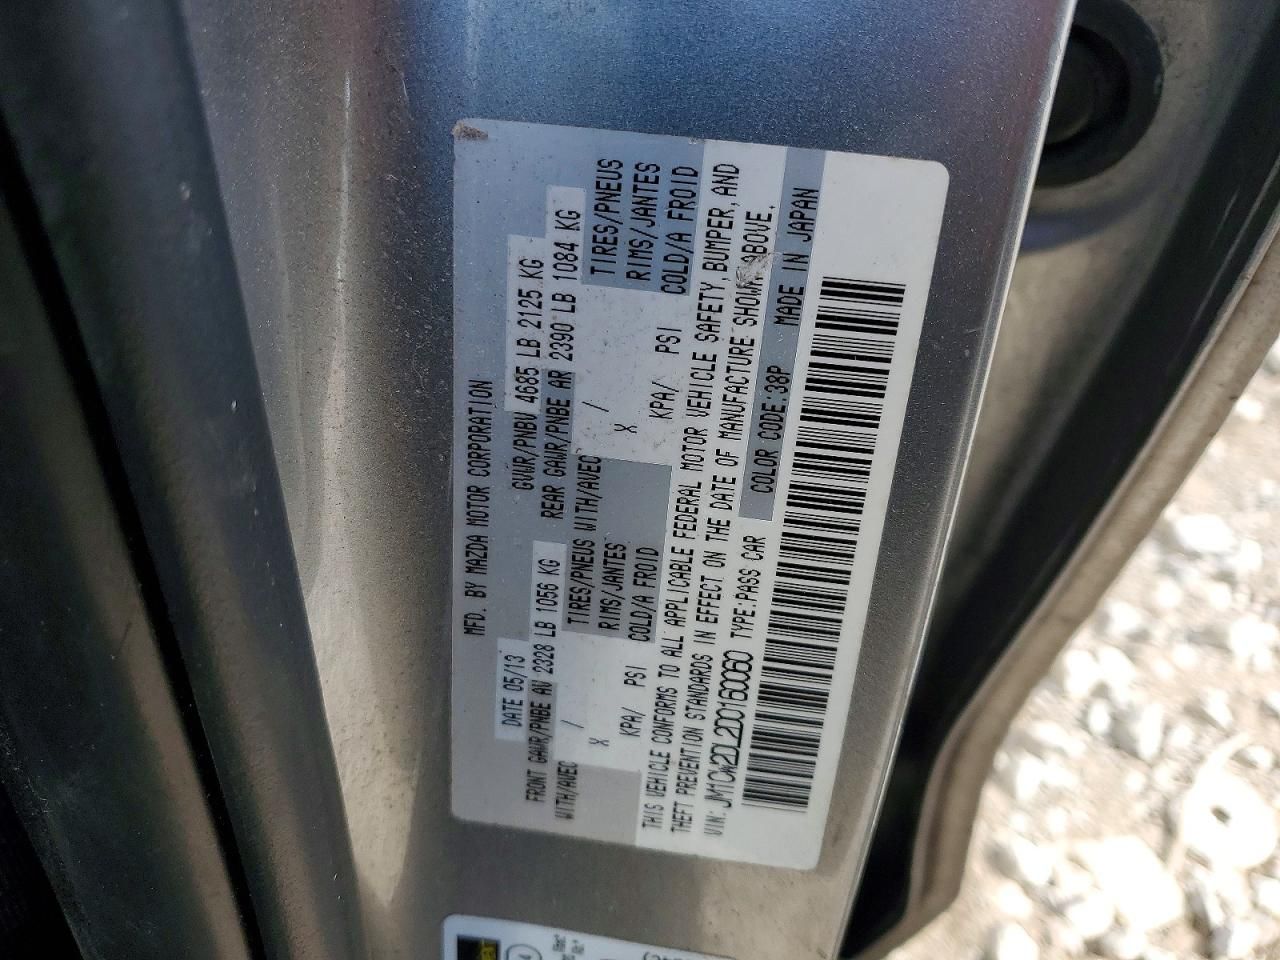 MFD. BY MAZDA MOTOR CORPORATION
DATE 05/13 GVWR/PNBV 4685 LB 2125 KG
FRONT GAWR/PNBE AV 2328 LB 1056 KG REAR GAWR/PNBE AR 2390 LB 1084 KG
WITH/AVEC / TIRES/PNEUS WITH/AVEC / TIRES/PNEUS
X RIMS/JANTES X RIMS/JANTES
KPA/ PSI COLD/A FROID KPA/ PSI COLD/A FROID
THIS VEHICLE CONFORMS TO ALL APPLICABLE FEDERAL MOTOR VEHICLE SAFETY, BUMPER, AND
THEFT PREVENTION STANDARDS IN EFFECT ON THE DATE OF MANUFACTURE SHOWN ABOVE.
VIN: JM1CW2DL2D0160060 TYPE: PASS CAR COLOR CODE: 38P MADE IN JAPAN